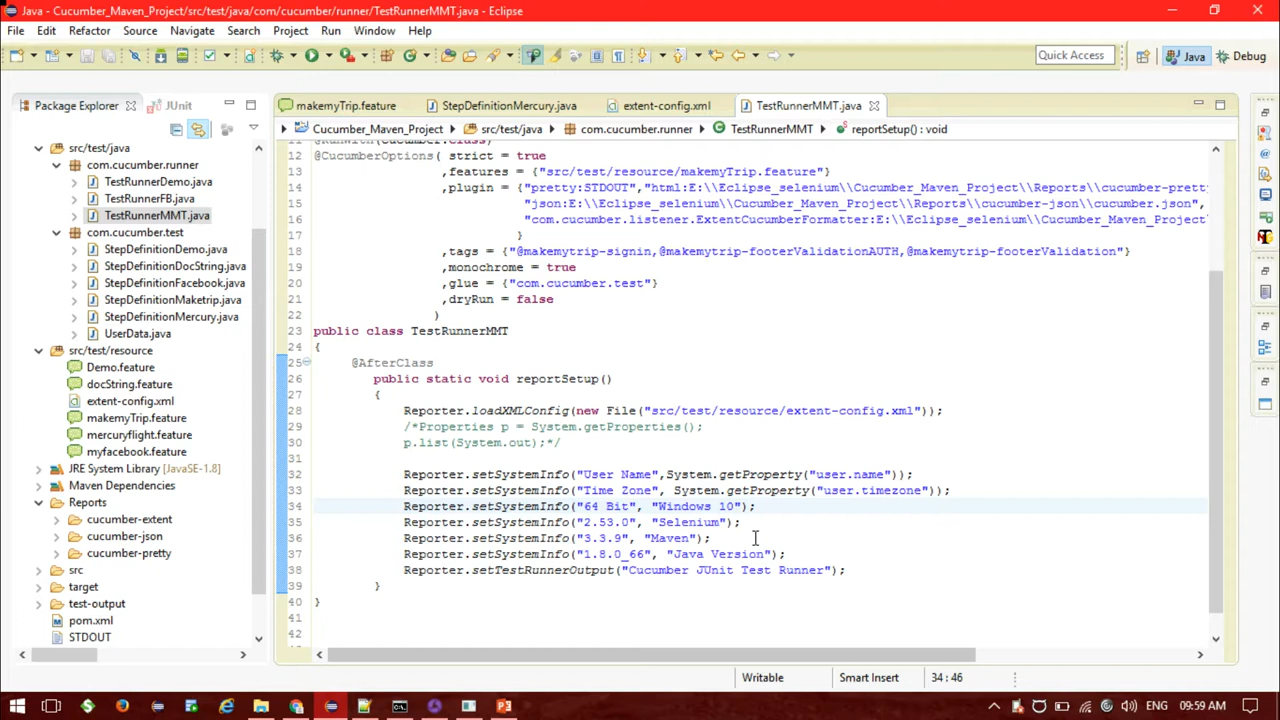 Java - Cucumber_Maven_Project/src/test/java/com/cucumber/runner/TestRunnerMMT.java - Eclipse
File Edit Refactor Source Navigate Search Project Run Window Help
Quick Access
Java
Debug
Package Explorer
JUnit
makemyTrip.feature
StepDefinitionMercury.java
extent-config.xml
TestRunnerMMT.java
Cucumber_Maven_Project
src/test/java
com.cucumber.runner
TestRunnerMMT
reportSetup() : void
src/test/java
com.cucumber.runner
TestRunnerDemo.java
TestRunnerFB.java
TestRunnerMMT.java
com.cucumber.test
StepDefinitionDemo.java
StepDefinitionDocString.java
StepDefinitionFacebook.java
StepDefinitionMaketrip.java
StepDefinitionMercury.java
UserData.java
src/test/resource
Demo.feature
docString.feature
extent-config.xml
makemyTrip.feature
mercuryflight.feature
myfacebook.feature
JRE System Library [JavaSE-1.8]
Maven Dependencies
Reports
cucumber-extent
cucumber-json
cucumber-pretty
src
target
test-output
pom.xml
STDOUT
11 @RunWith(Cucumber.class)
12 @CucumberOptions( strict = true
13 ,features = {"src/test/resource/makemyTrip.feature"}
14 ,plugin = {"pretty:STDOUT","html:E:\\Eclipse_selenium\\Cucumber_Maven_Project\\Reports\\cucumber-pretty
15 "json:E:\\Eclipse_selenium\\Cucumber_Maven_Project\\Reports\\cucumber-json\\cucumber.json",
16 "com.cucumber.listener.ExtentCucumberFormatter:E:\\Eclipse_selenium\\Cucumber_Maven_Project
17 }
18 ,tags = {"@makemytrip-signin,@makemytrip-footerValidationAUTH,@makemytrip-footerValidation"}
19 ,monochrome = true
20 ,glue = {"com.cucumber.test"}
21 ,dryRun = false
22 )
23 public class TestRunnerMMT
24 {
25 @AfterClass
26 public static void reportSetup()
27 {
28 Reporter.loadXMLConfig(new File("src/test/resource/extent-config.xml"));
29 /*Properties p = System.getProperties();
30 p.list(System.out);*/
31
32 Reporter.setSystemInfo("User Name",System.getProperty("user.name"));
33 Reporter.setSystemInfo("Time Zone", System.getProperty("user.timezone"));
34 Reporter.setSystemInfo("64 Bit", "Windows 10");
35 Reporter.setSystemInfo("2.53.0", "Selenium");
36 Reporter.setSystemInfo("3.3.9", "Maven");
37 Reporter.setSystemInfo("1.8.0_66", "Java Version");
38 Reporter.setTestRunnerOutput("Cucumber JUnit Test Runner");
39 }
40 }
41
42
Writable
Smart Insert
34 : 46
ENG
09:59 AM